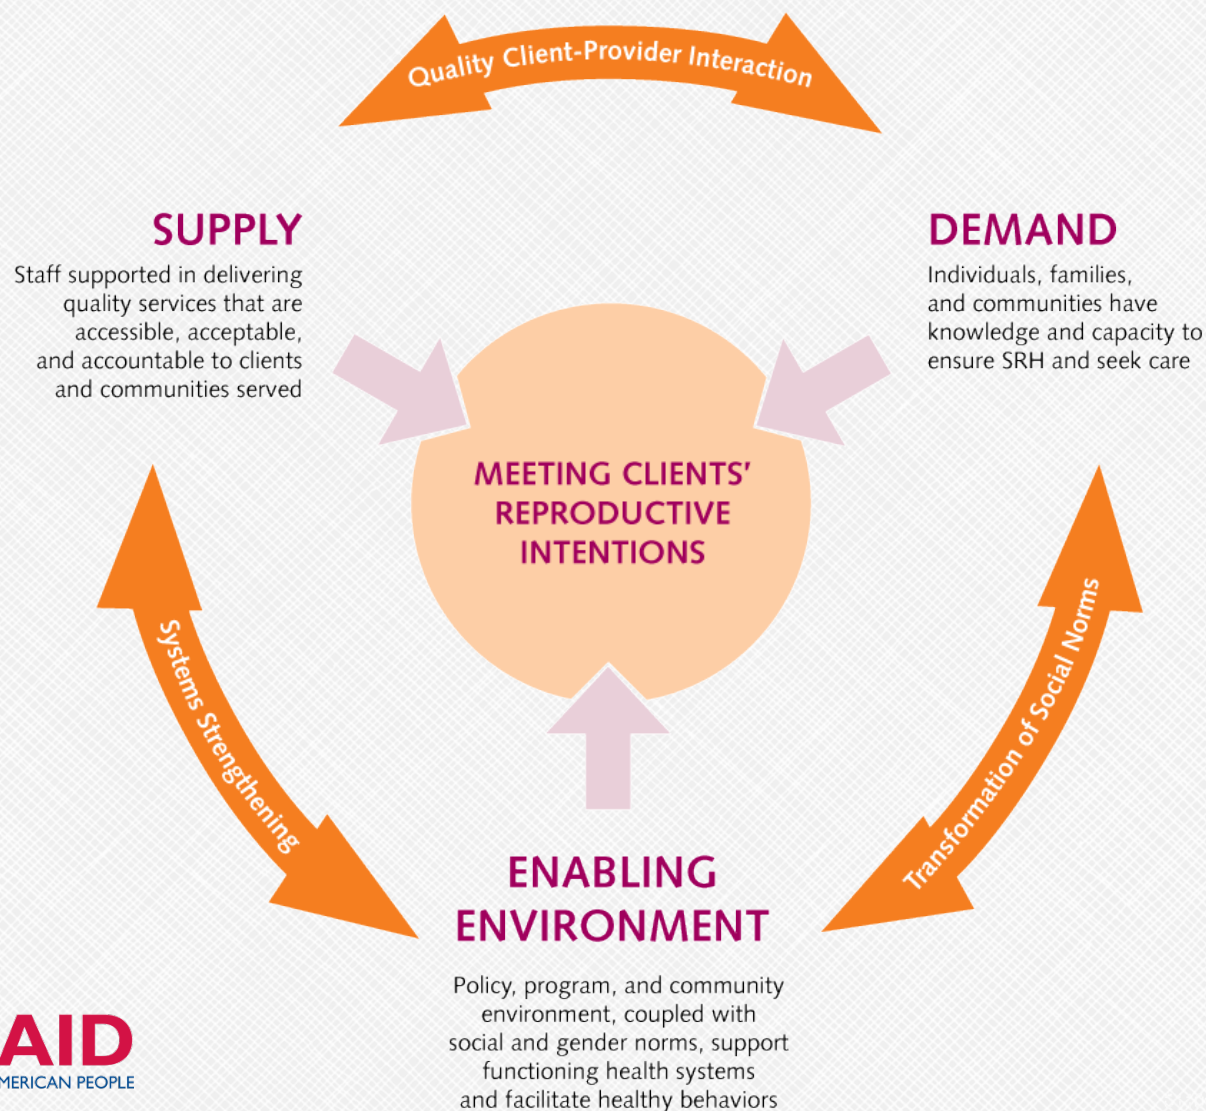 Quality Client-Provider Interaction
SUPPLY
Staff supported in delivering
quality services that are
accessible, acceptable,
and accountable to clients
and communities served
DEMAND
Individuals, families,
and communities have
knowledge and capacity to
ensure SRH and seek care
MEETING CLIENTS’
REPRODUCTIVE
INTENTIONS
Systems Strengthening
Transformation of Social Norms
ENABLING
ENVIRONMENT
Policy, program, and community
environment, coupled with
social and gender norms, support
functioning health systems
and facilitate healthy behaviors
AID
MERICAN PEOPLE